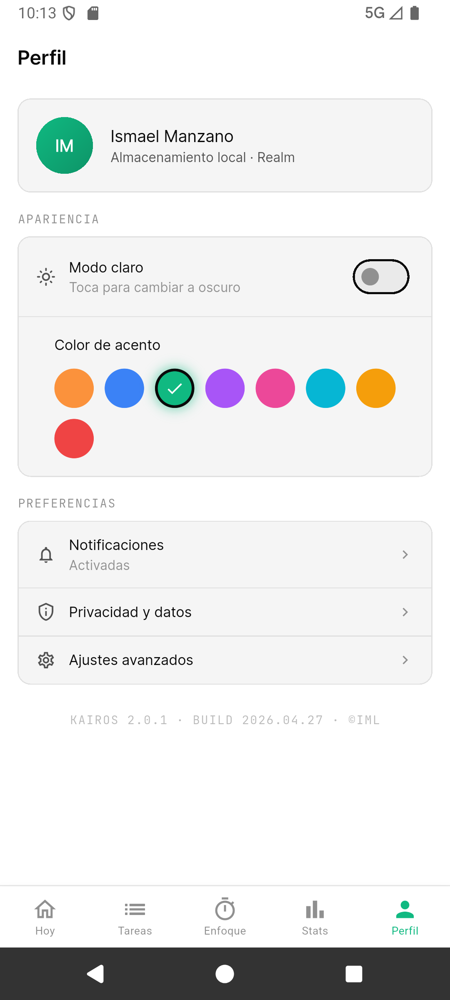 10:13
5G
Perfil
IM
Ismael Manzano
Almacenamiento local · Realm
APARIENCIA
Modo claro
Toca para cambiar a oscuro
Color de acento
PREFERENCIAS
Notificaciones
Activadas
Privacidad y datos
Ajustes avanzados
KAIROS 2.0.1 · BUILD 2026.04.27 · ©IML
Hoy
Tareas
Enfoque
Stats
Perfil